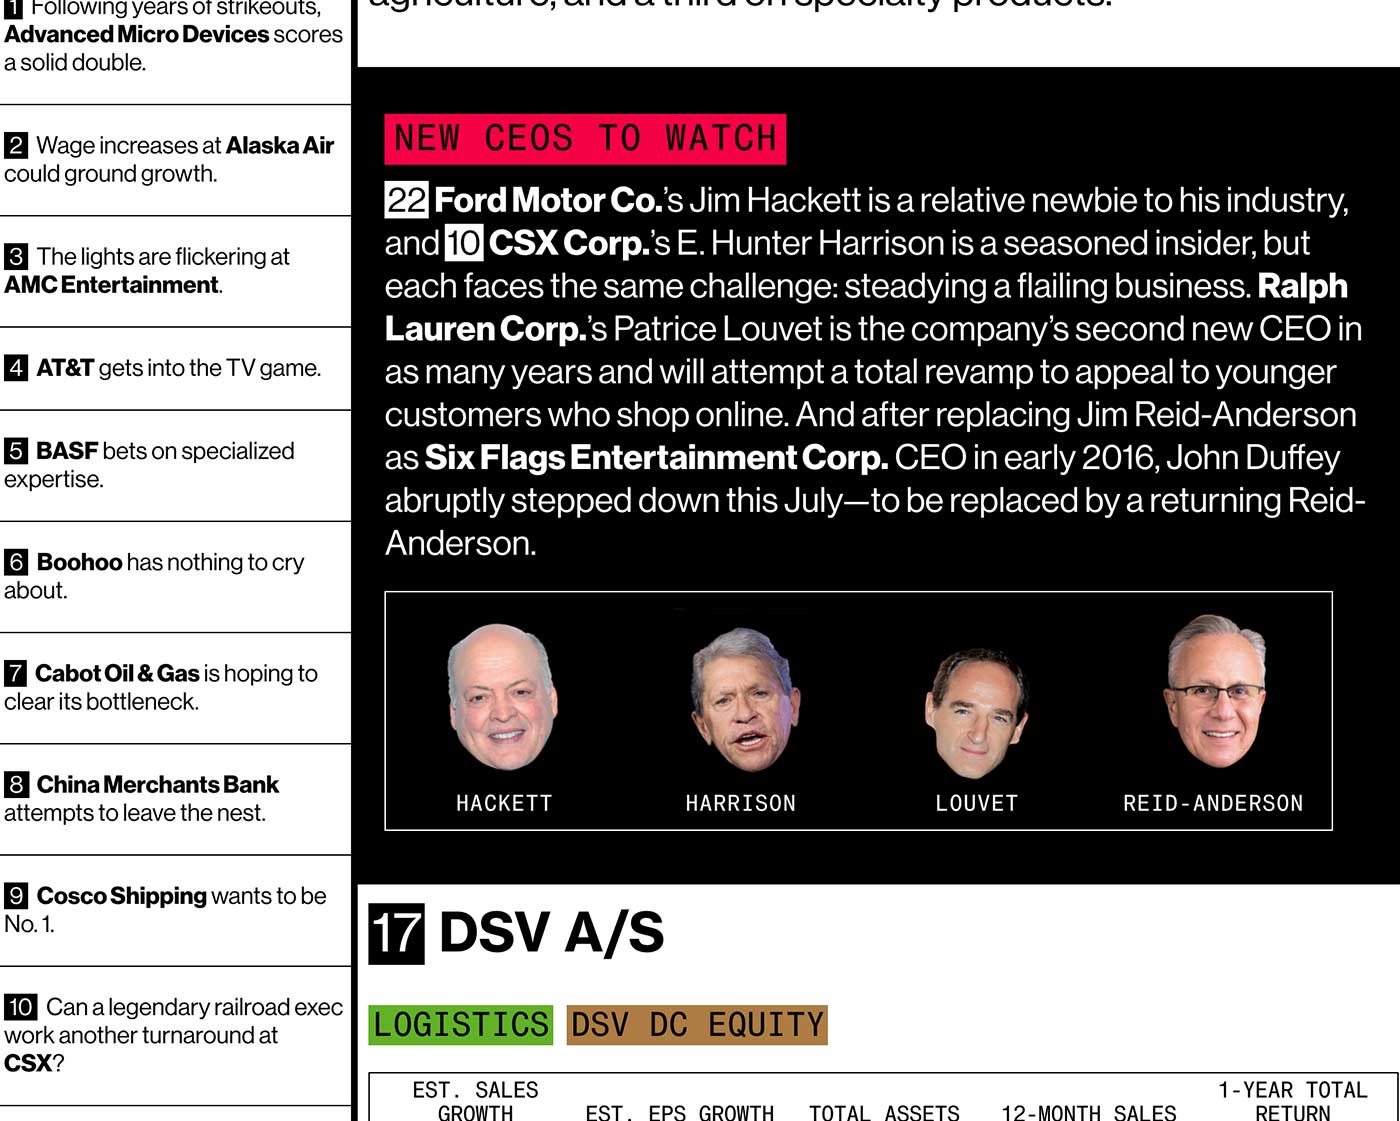 1 Following years of strikeouts,
Advanced Micro Devices scores
a solid double.
2 Wage increases at Alaska Air
could ground growth.
3 The lights are flickering at
AMC Entertainment.
4 AT&T gets into the TV game.
5 BASF bets on specialized
expertise.
6 Boohoo has nothing to cry
about.
7 Cabot Oil & Gas is hoping to
clear its bottleneck.
8 China Merchants Bank
attempts to leave the nest.
9 Cosco Shipping wants to be
No. 1.
10 Can a legendary railroad exec
work another turnaround at
CSX?
agriculture, and a third on specialty products.
NEW CEOS TO WATCH
22 Ford Motor Co.’s Jim Hackett is a relative newbie to his industry,
and 10 CSX Corp.’s E. Hunter Harrison is a seasoned insider, but
each faces the same challenge: steadying a flailing business. Ralph
Lauren Corp.’s Patrice Louvet is the company’s second new CEO in
as many years and will attempt a total revamp to appeal to younger
customers who shop online. And after replacing Jim Reid-Anderson
as Six Flags Entertainment Corp. CEO in early 2016, John Duffey
abruptly stepped down this July—to be replaced by a returning Reid-
Anderson.
HACKETT HARRISON LOUVET REID-ANDERSON
17 DSV A/S
LOGISTICS DSV DC EQUITY
EST. SALES 1-YEAR TOTAL
GROWTH EST. EPS GROWTH TOTAL ASSETS 12-MONTH SALES RETURN